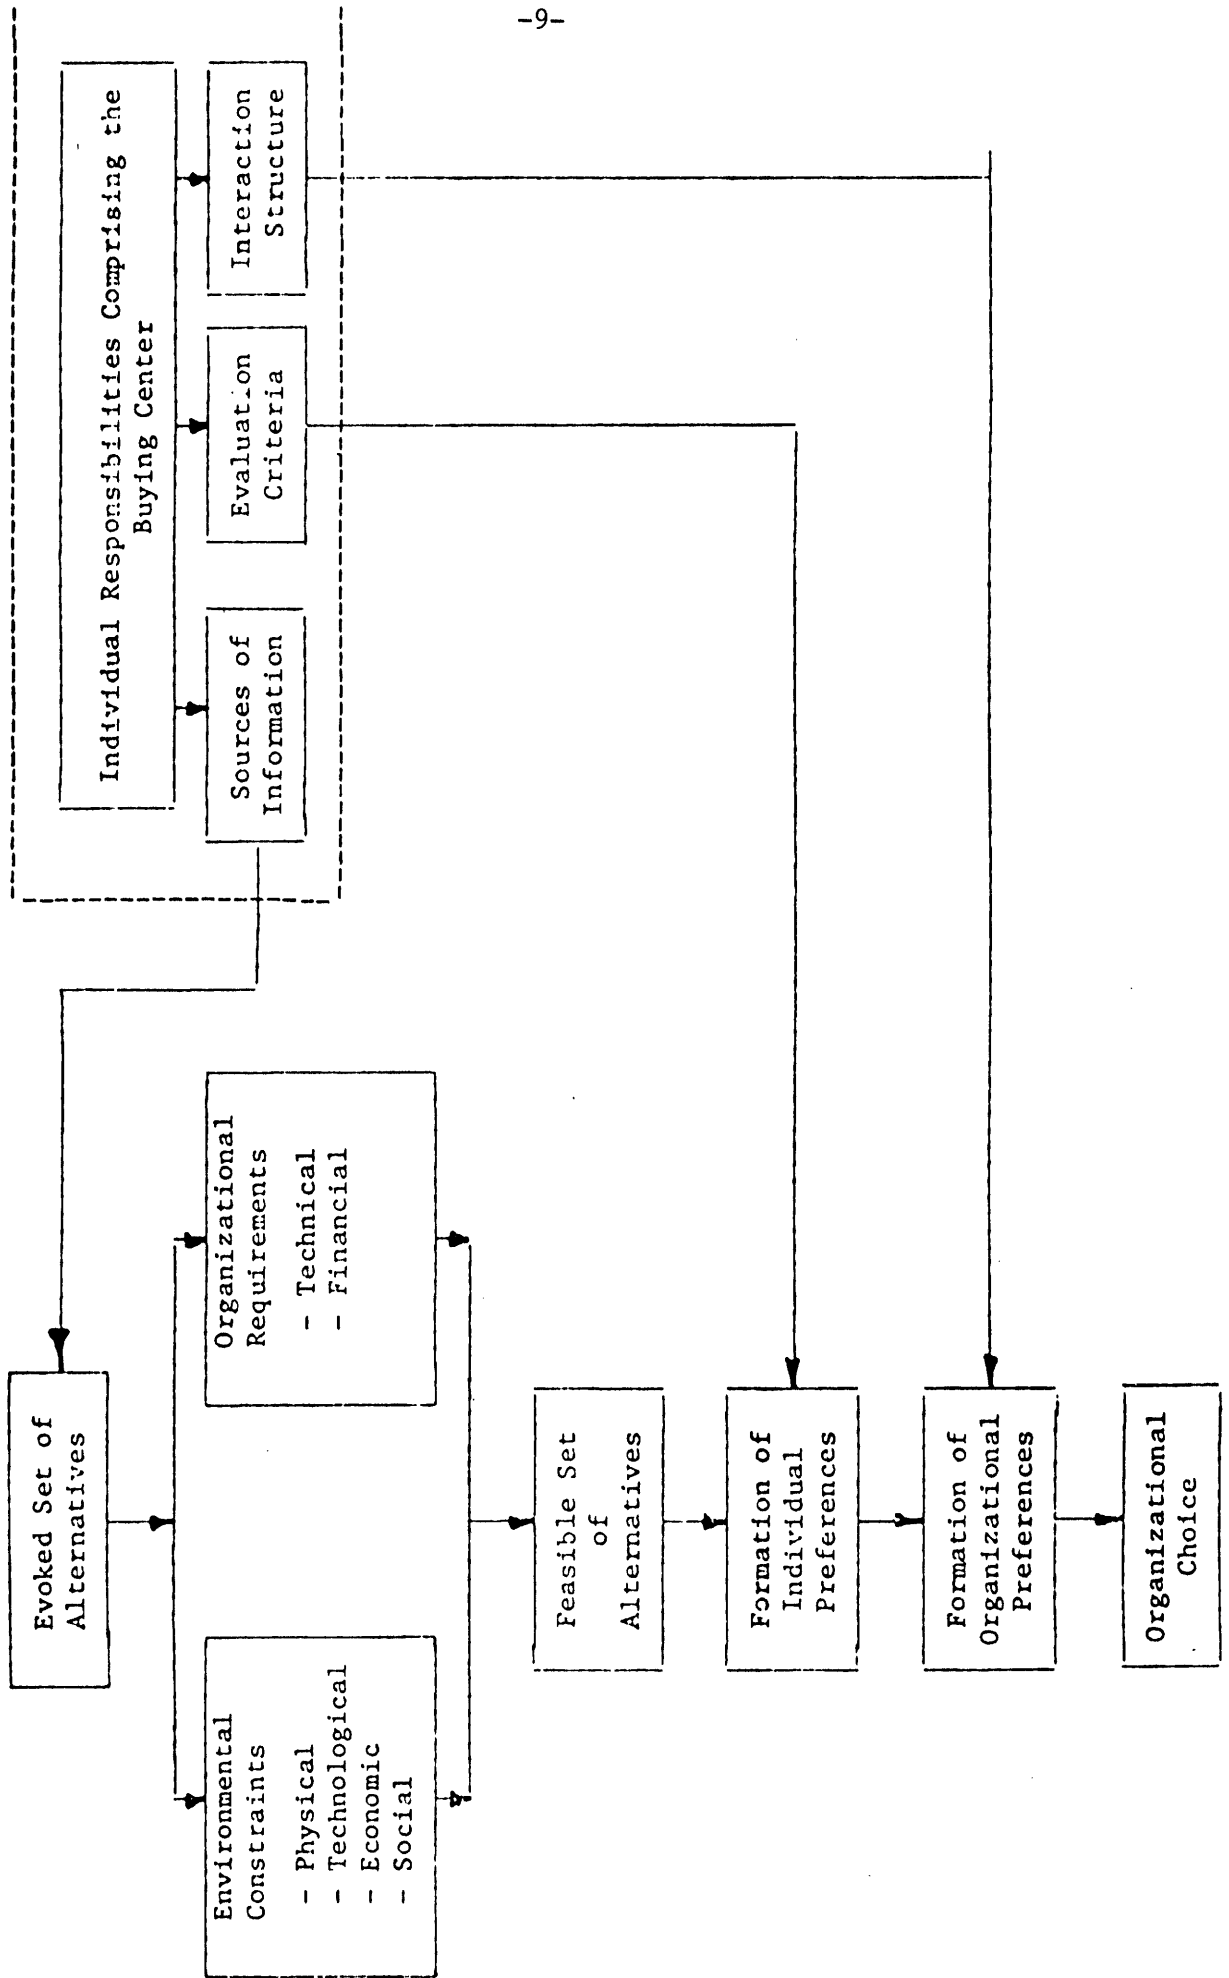 -9-
Evoked Set of
Alternatives
Individual Responsibilities Comprising the
Buying Center
Sources of
Information
Evaluation
Criteria
Interaction
Structure
Environmental
Constraints
- Physical
- Technological
- Economic
- Social
Organizational
Requirements
- Technical
- Financial
Feasible Set
of
Alternatives
Formation of
Individual
Preferences
Formation of
Organizational
Preferences
Organizational
Choice